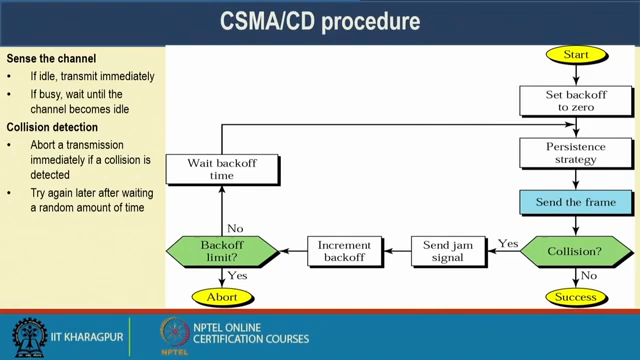 CSMA/CD procedure
Sense the channel
• If idle, transmit immediately
• If busy, wait until the
channel becomes idle
Collision detection
• Abort a transmission
immediately if a collision is
detected
• Try again later after waiting
a random amount of time
Start
Set backoff
to zero
Persistence
strategy
Send the frame
Collision?
Yes
No
Success
Send jam
signal
Increment
backoff
Backoff
limit?
No
Yes
Abort
Wait backoff
time
IIT KHARAGPUR
NPTEL
NPTEL ONLINE
CERTIFICATION COURSES